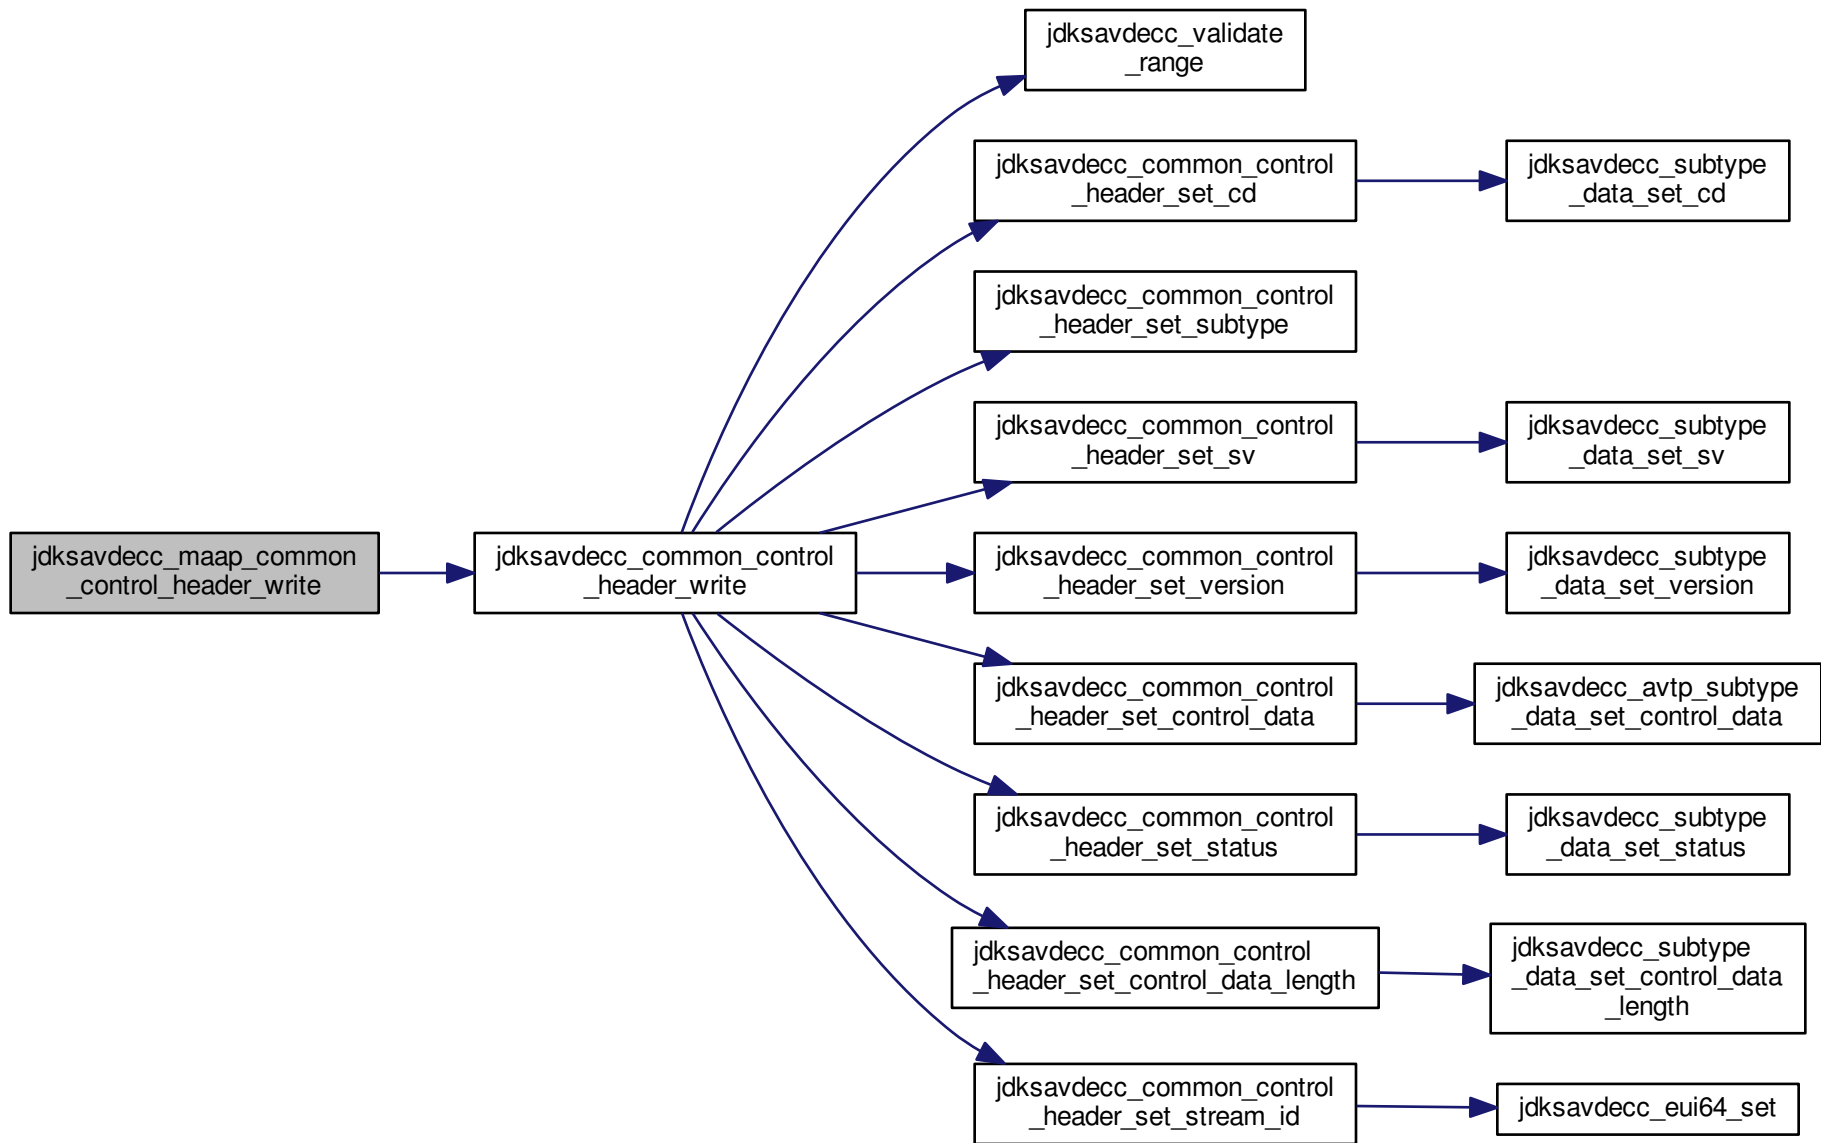 jdksavdecc_maap_common
_control_header_write
jdksavdecc_common_control
_header_write
jdksavdecc_validate
_range
jdksavdecc_common_control
_header_set_cd
jdksavdecc_subtype
_data_set_cd
jdksavdecc_common_control
_header_set_subtype
jdksavdecc_common_control
_header_set_sv
jdksavdecc_subtype
_data_set_sv
jdksavdecc_common_control
_header_set_version
jdksavdecc_subtype
_data_set_version
jdksavdecc_common_control
_header_set_control_data
jdksavdecc_avtp_subtype
_data_set_control_data
jdksavdecc_common_control
_header_set_status
jdksavdecc_subtype
_data_set_status
jdksavdecc_common_control
_header_set_control_data_length
jdksavdecc_subtype
_data_set_control_data
_length
jdksavdecc_common_control
_header_set_stream_id
jdksavdecc_eui64_set